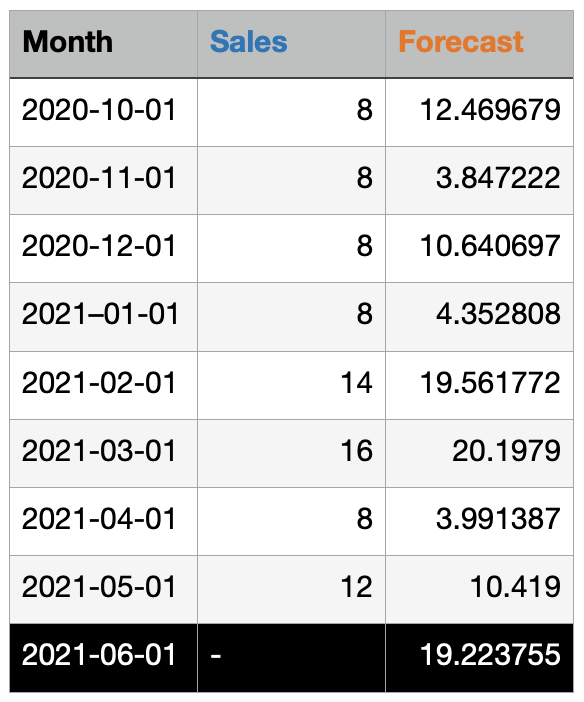 Month Sales Forecast
2020-10-01 8 12.469679
2020-11-01 8 3.847222
2020-12-01 8 10.640697
2021–01-01 8 4.352808
2021-02-01 14 19.561772
2021-03-01 16 20.1979
2021-04-01 8 3.991387
2021-05-01 12 10.419
2021-06-01 - 19.223755